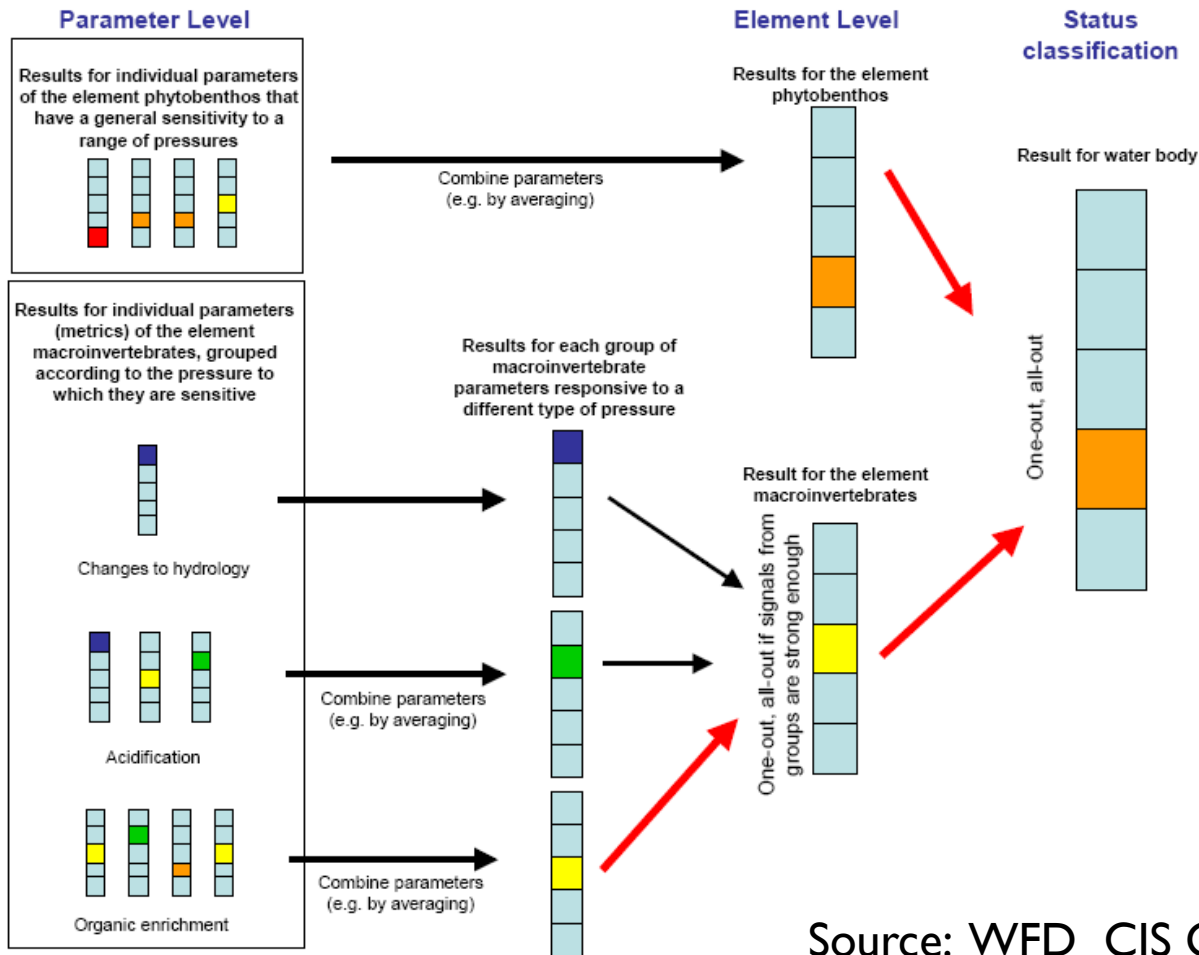 Parameter Level
Element Level
Status
classification
Results for individual parameters
of the element phytobenthos that
have a general sensitivity to a
range of pressures
Combine parameters
(e.g. by averaging)
Results for the element
phytobenthos
Result for water body
One-out, all-out
Results for individual parameters
(metrics) of the element
macroinvertebrates, grouped
according to the pressure to
which they are sensitive
Results for each group of
macroinvertebrate
parameters responsive to a
different type of pressure
Result for the element
macroinvertebrates
One-out, all-out if signals from
groups are strong enough
Changes to hydrology
Combine parameters
(e.g. by averaging)
Acidification
Combine parameters
(e.g. by averaging)
Organic enrichment
Source: WFD CIS